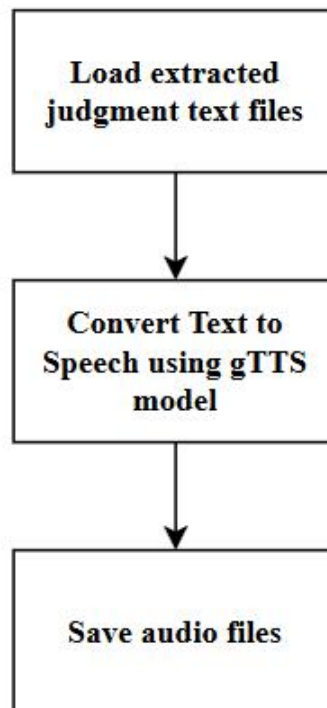 Load extracted
judgment text files
Convert Text to
Speech using gTTS
model
Save audio files